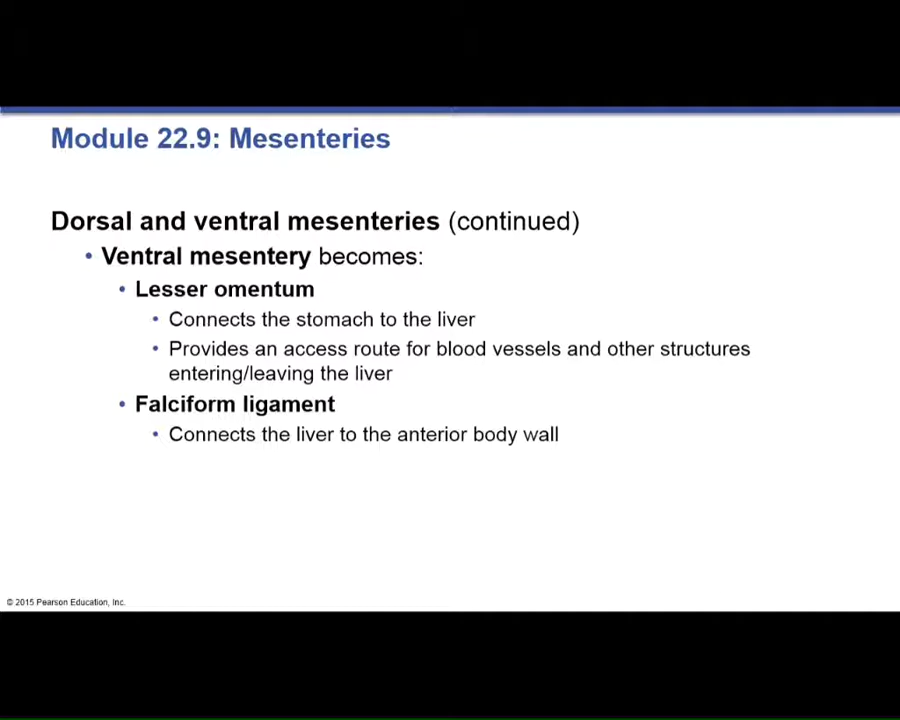 Module 22.9: Mesenteries
Dorsal and ventral mesenteries (continued)
• Ventral mesentery becomes:
• Lesser omentum
• Connects the stomach to the liver
• Provides an access route for blood vessels and other structures
entering/leaving the liver
• Falciform ligament
• Connects the liver to the anterior body wall
© 2015 Pearson Education, Inc.